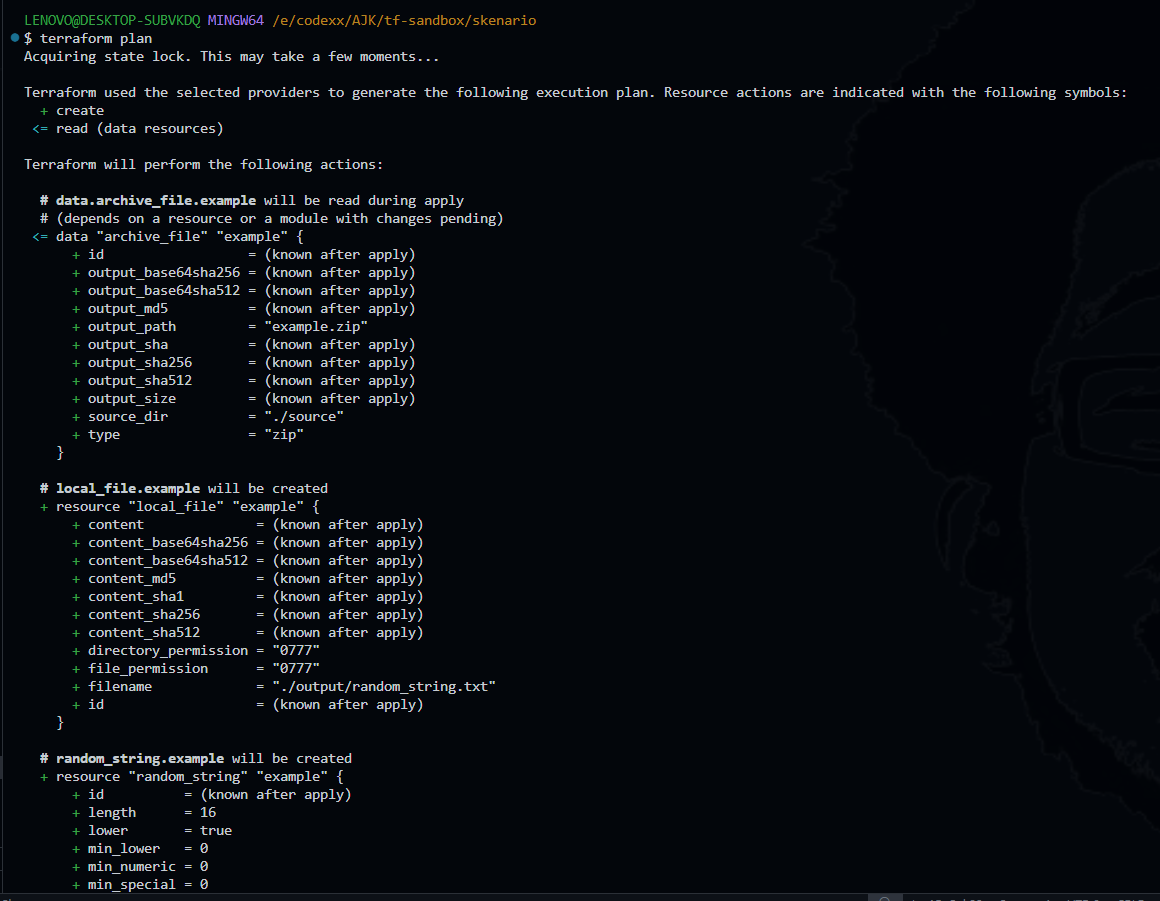 LENOVO@DESKTOP-SUBVKDQ MINGW64 /e/codexx/AJK/tf-sandbox/skenario
$ terraform plan
Acquiring state lock. This may take a few moments...
Terraform used the selected providers to generate the following execution plan. Resource actions are indicated with the following symbols:
+ create
<= read (data resources)
Terraform will perform the following actions:
# data.archive_file.example will be read during apply
# (depends on a resource or a module with changes pending)
<= data "archive_file" "example" {
+ id = (known after apply)
+ output_base64sha256 = (known after apply)
+ output_base64sha512 = (known after apply)
+ output_md5 = (known after apply)
+ output_path = "example.zip"
+ output_sha = (known after apply)
+ output_sha256 = (known after apply)
+ output_sha512 = (known after apply)
+ output_size = (known after apply)
+ source_dir = "./source"
+ type = "zip"
}
# local_file.example will be created
+ resource "local_file" "example" {
+ content = (known after apply)
+ content_base64sha256 = (known after apply)
+ content_base64sha512 = (known after apply)
+ content_md5 = (known after apply)
+ content_sha1 = (known after apply)
+ content_sha256 = (known after apply)
+ content_sha512 = (known after apply)
+ directory_permission = "0777"
+ file_permission = "0777"
+ filename = "./output/random_string.txt"
+ id = (known after apply)
}
# random_string.example will be created
+ resource "random_string" "example" {
+ id = (known after apply)
+ length = 16
+ lower = true
+ min_lower = 0
+ min_numeric = 0
+ min_special = 0